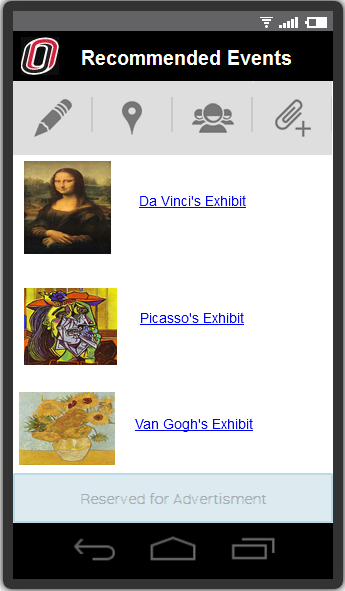 Recommended Events
Da Vinci's Exhibit
Picasso's Exhibit
Van Gogh's Exhibit
Reserved for Advertisment